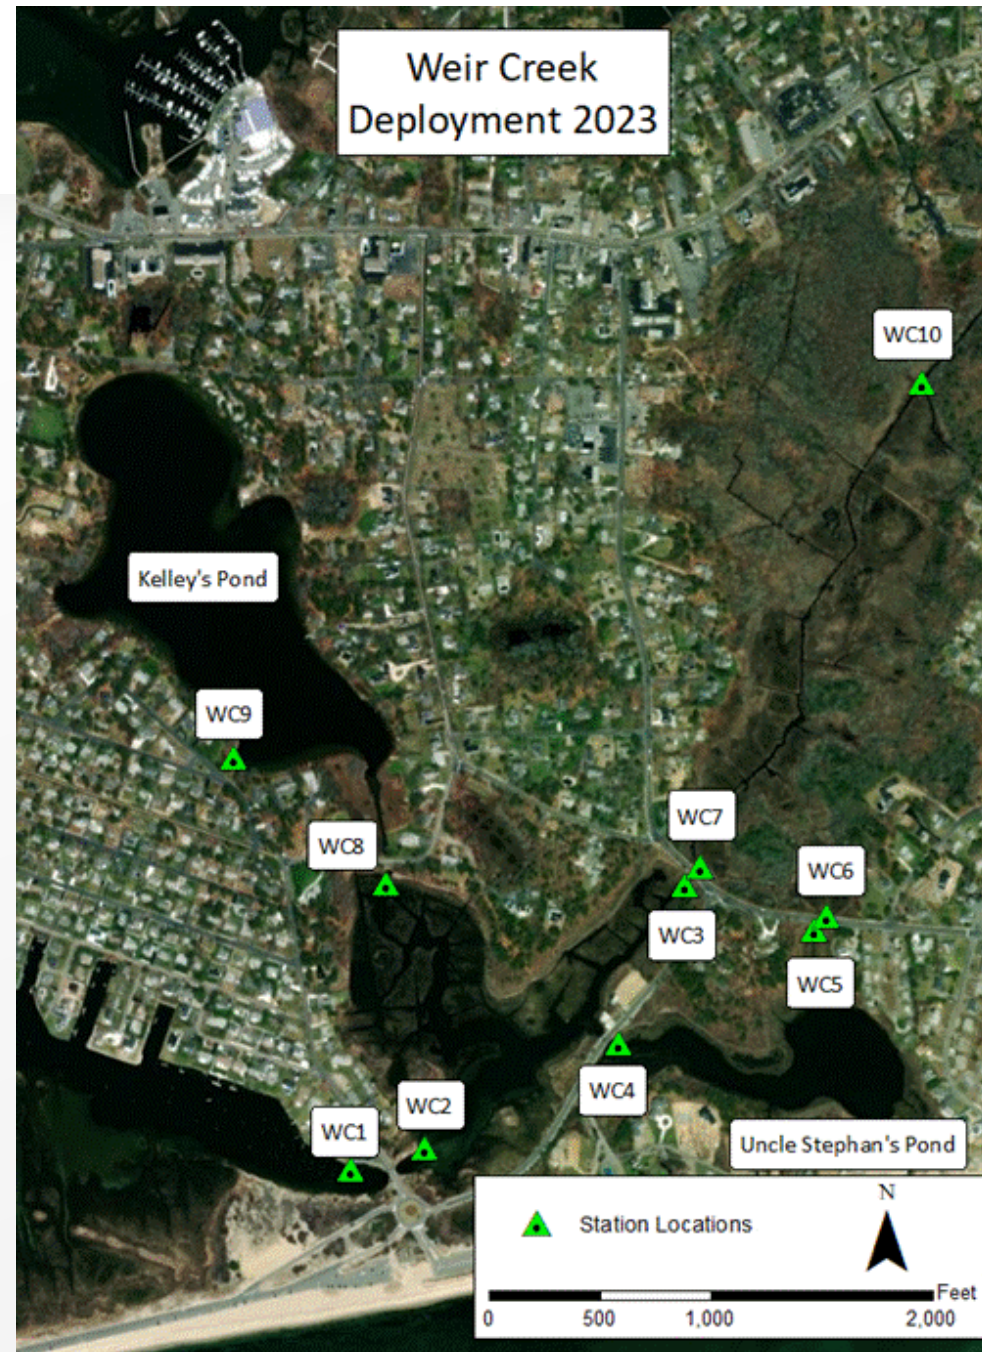 Weir Creek
Deployment 2023
WC10
Kelley's Pond
WC9
WC7
WC8
WC6
WC3
WC5
WC4
WC2
WC1
Uncle Stephan's Pond
N
Station Locations
Feet
0 500 1,000 2,000